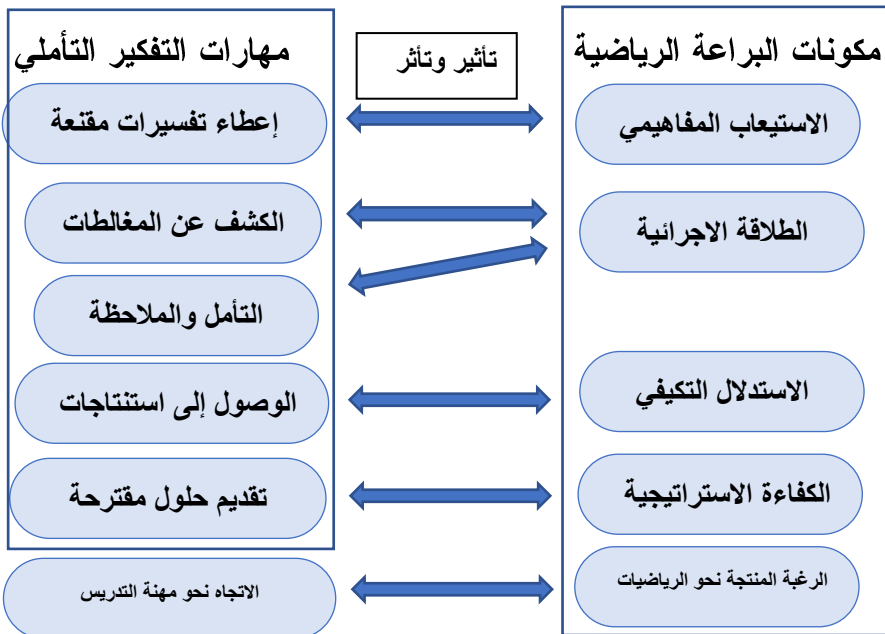 مكونات البراعة الرياضية
تأثير وتأثر
مهارات التفكير التأملي
الاستيعاب المفاهيمي
إعطاء تفسيرات مقتعة
الطلاقة الاجرائية
الكشف عن المغالطات
التأمل والملاحظة
الاستدلال التكيفي
الوصول إلى استنتاجات
الكفاءة الاستراتيجية
تقديم حلول مقترحة
الرغبة المنتجة نحو الرياضيات
الاتجاه نحو مهنة التدريس